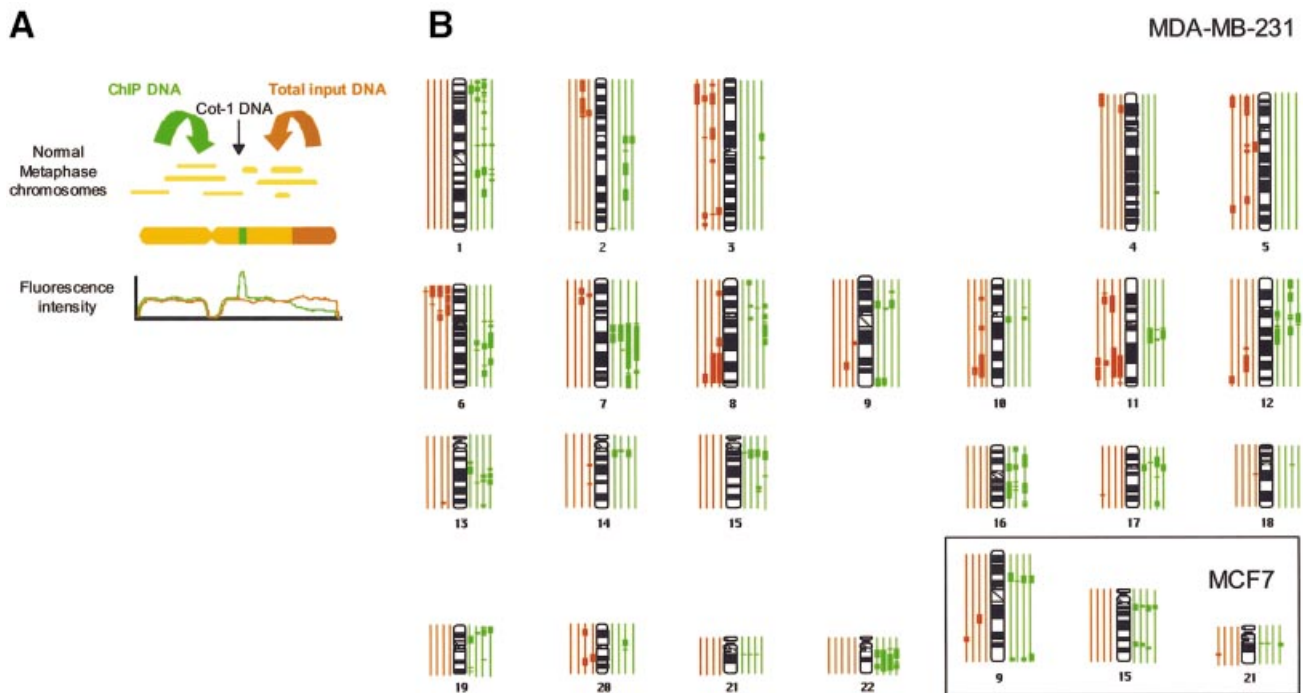 A
ChIP DNA
Total input DNA
Cot-1 DNA
Normal
Metaphase
chromosomes
Fluorescence
intensity
B
MDA-MB-231
1 2 3 4 5
6 7 8 9 10 11 12
13 14 15 16 17 18
19 20 21 22
MCF7
9 15 21